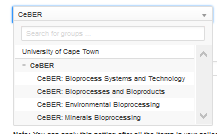 CeBER
Search for groups ...
University of Cape Town
CeBER
CeBER: Bioprocess Systems and Technology
CeBER: Bioprocesses and Bioproducts
CeBER: Environmental Bioprocessing
CeBER: Minerals Bioprocessing